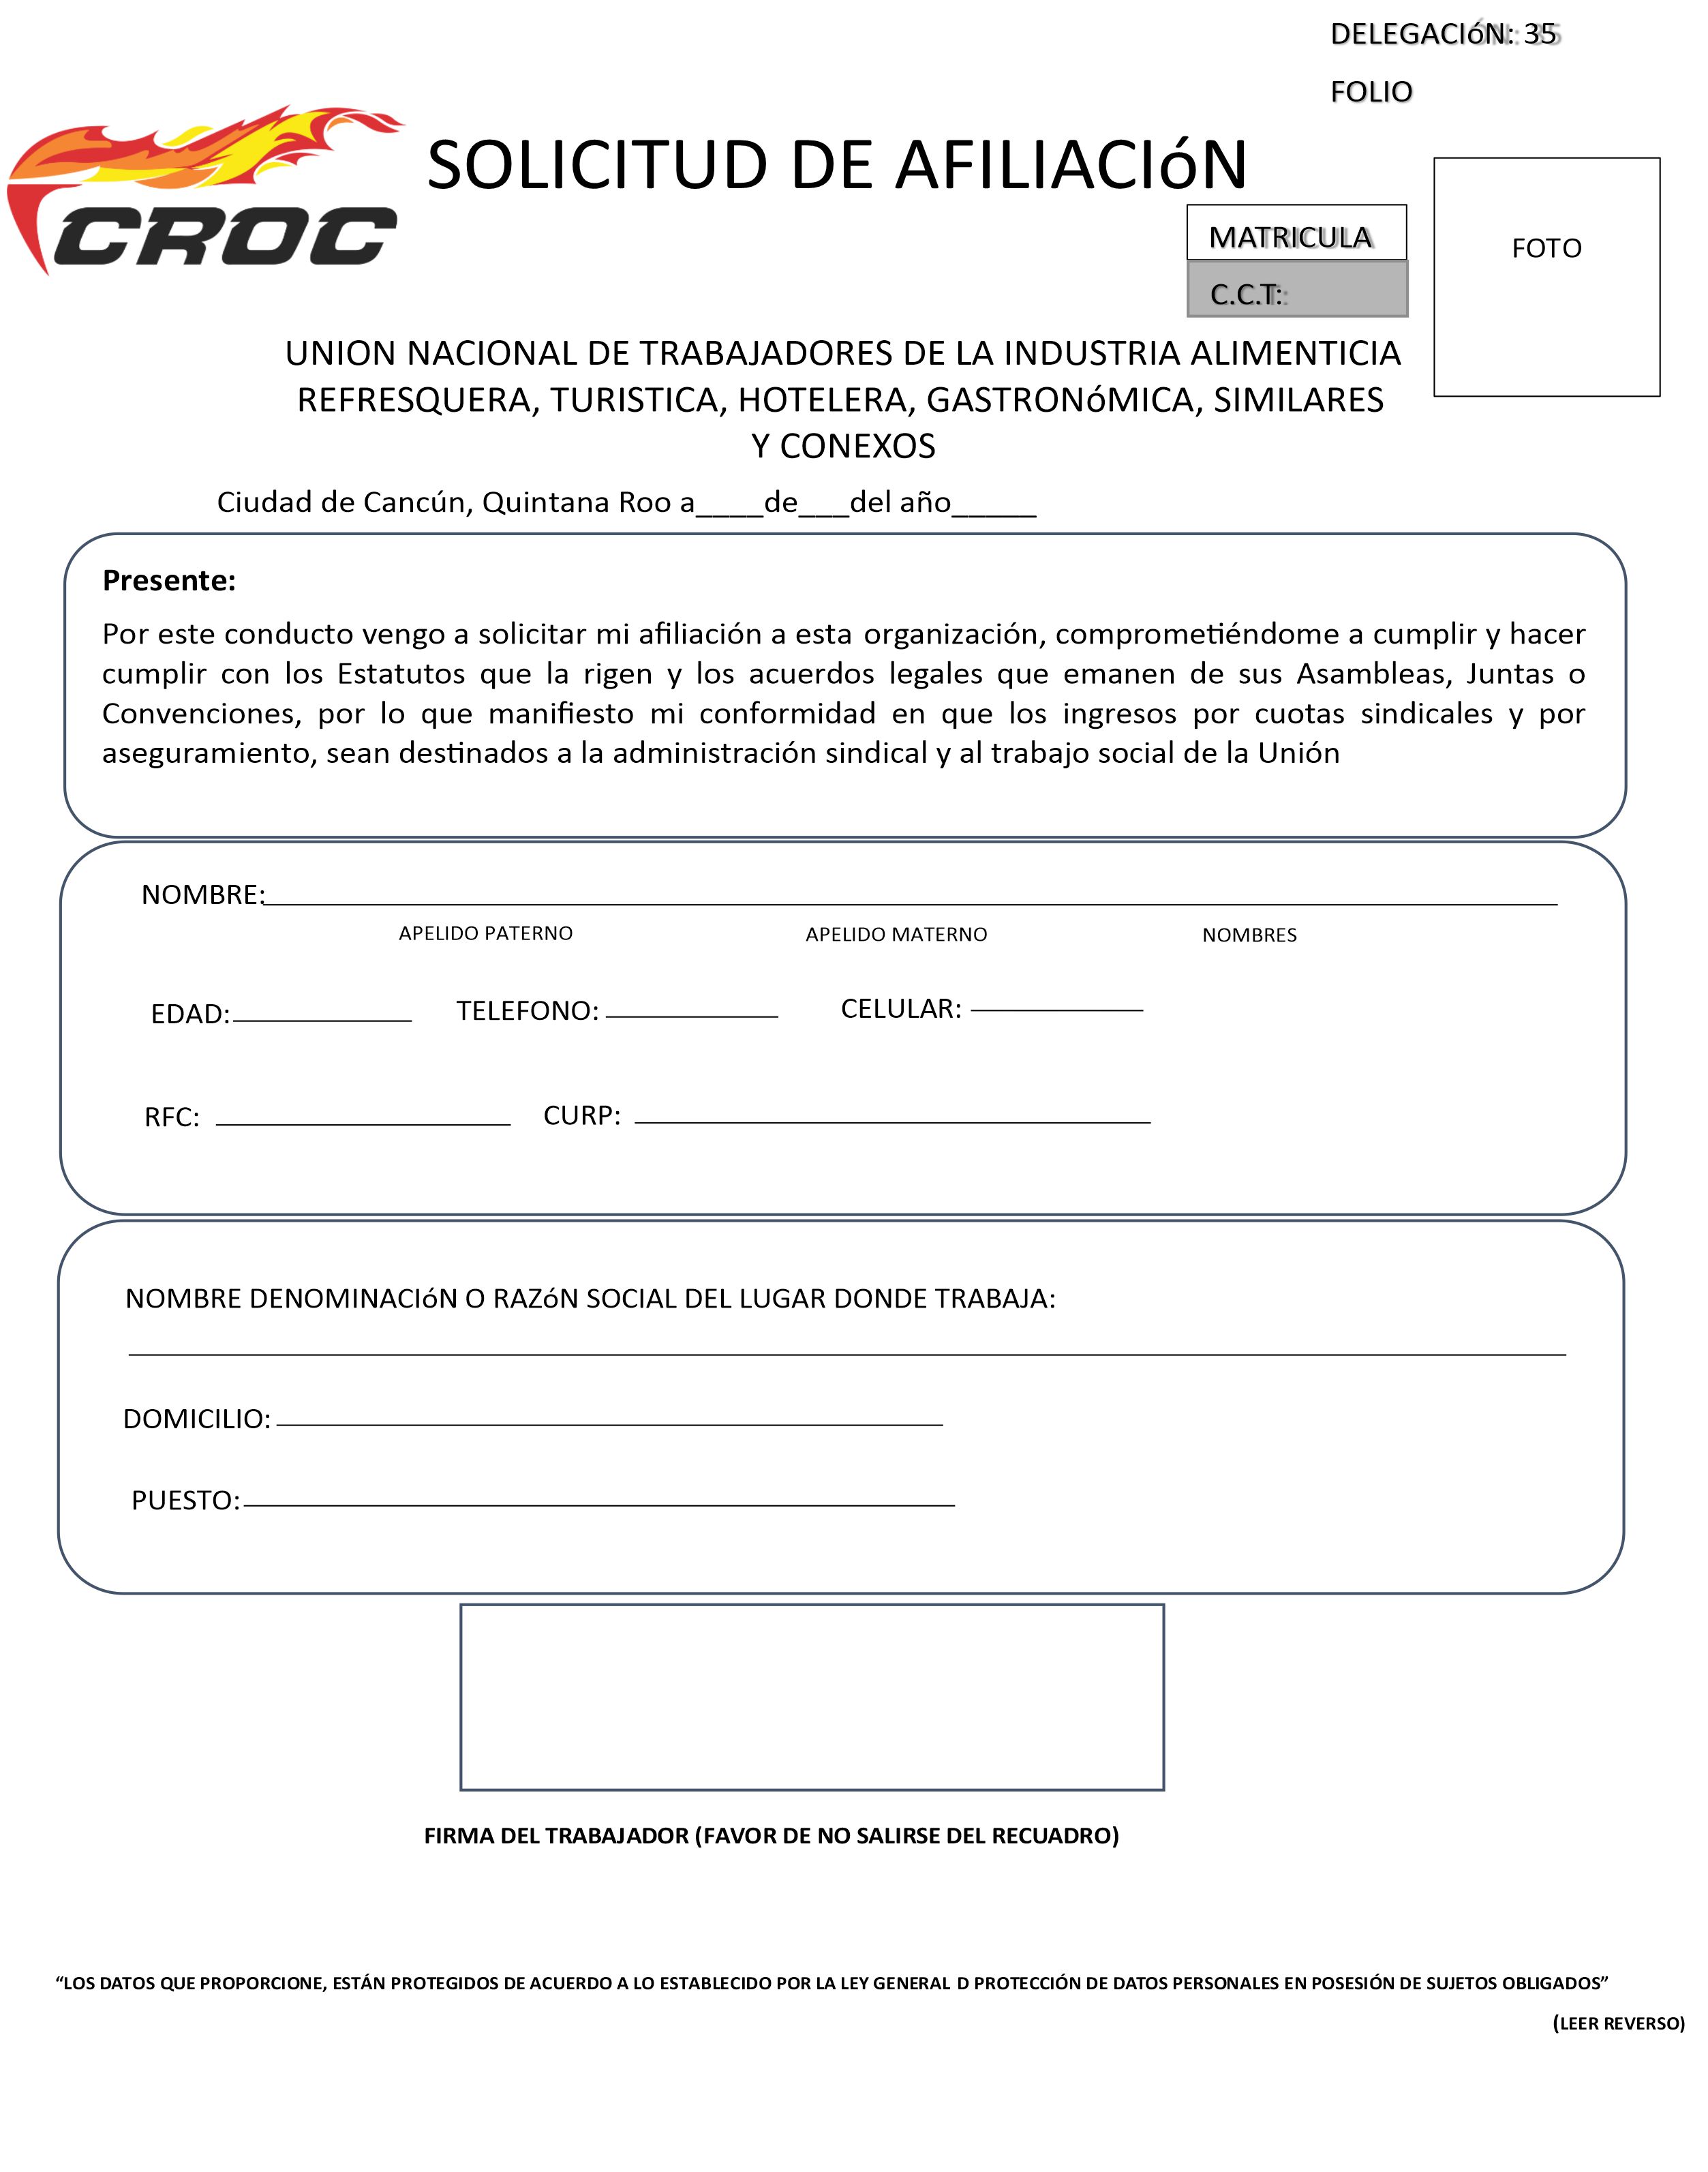 DELEGACIóN: 35
FOLIO
CROC
SOLICITUD DE AFILIACIóN
MATRICULA
C.C.T:
FOTO
UNION NACIONAL DE TRABAJADORES DE LA INDUSTRIA ALIMENTICIA
REFRESQUERA, TURISTICA, HOTELERA, GASTRONóMICA, SIMILARES
Y CONEXOS
Ciudad de Cancún, Quintana Roo a____de___del año_____
Presente:
Por este conducto vengo a solicitar mi afiliación a esta organización, comprometiéndome a cumplir y hacer
cumplir con los Estatutos que la rigen y los acuerdos legales que emanen de sus Asambleas, Juntas o
Convenciones, por lo que manifiesto mi conformidad en que los ingresos por cuotas sindicales y por
aseguramiento, sean destinados a la administración sindical y al trabajo social de la Unión
NOMBRE:
APELIDO PATERNO APELIDO MATERNO NOMBRES
EDAD: TELEFONO: CELULAR:
RFC: CURP:
NOMBRE DENOMINACIóN O RAZóN SOCIAL DEL LUGAR DONDE TRABAJA:
DOMICILIO:
PUESTO:
FIRMA DEL TRABAJADOR (FAVOR DE NO SALIRSE DEL RECUADRO)
“LOS DATOS QUE PROPORCIONE, ESTÁN PROTEGIDOS DE ACUERDO A LO ESTABLECIDO POR LA LEY GENERAL D PROTECCIÓN DE DATOS PERSONALES EN POSESIÓN DE SUJETOS OBLIGADOS”
(LEER REVERSO)